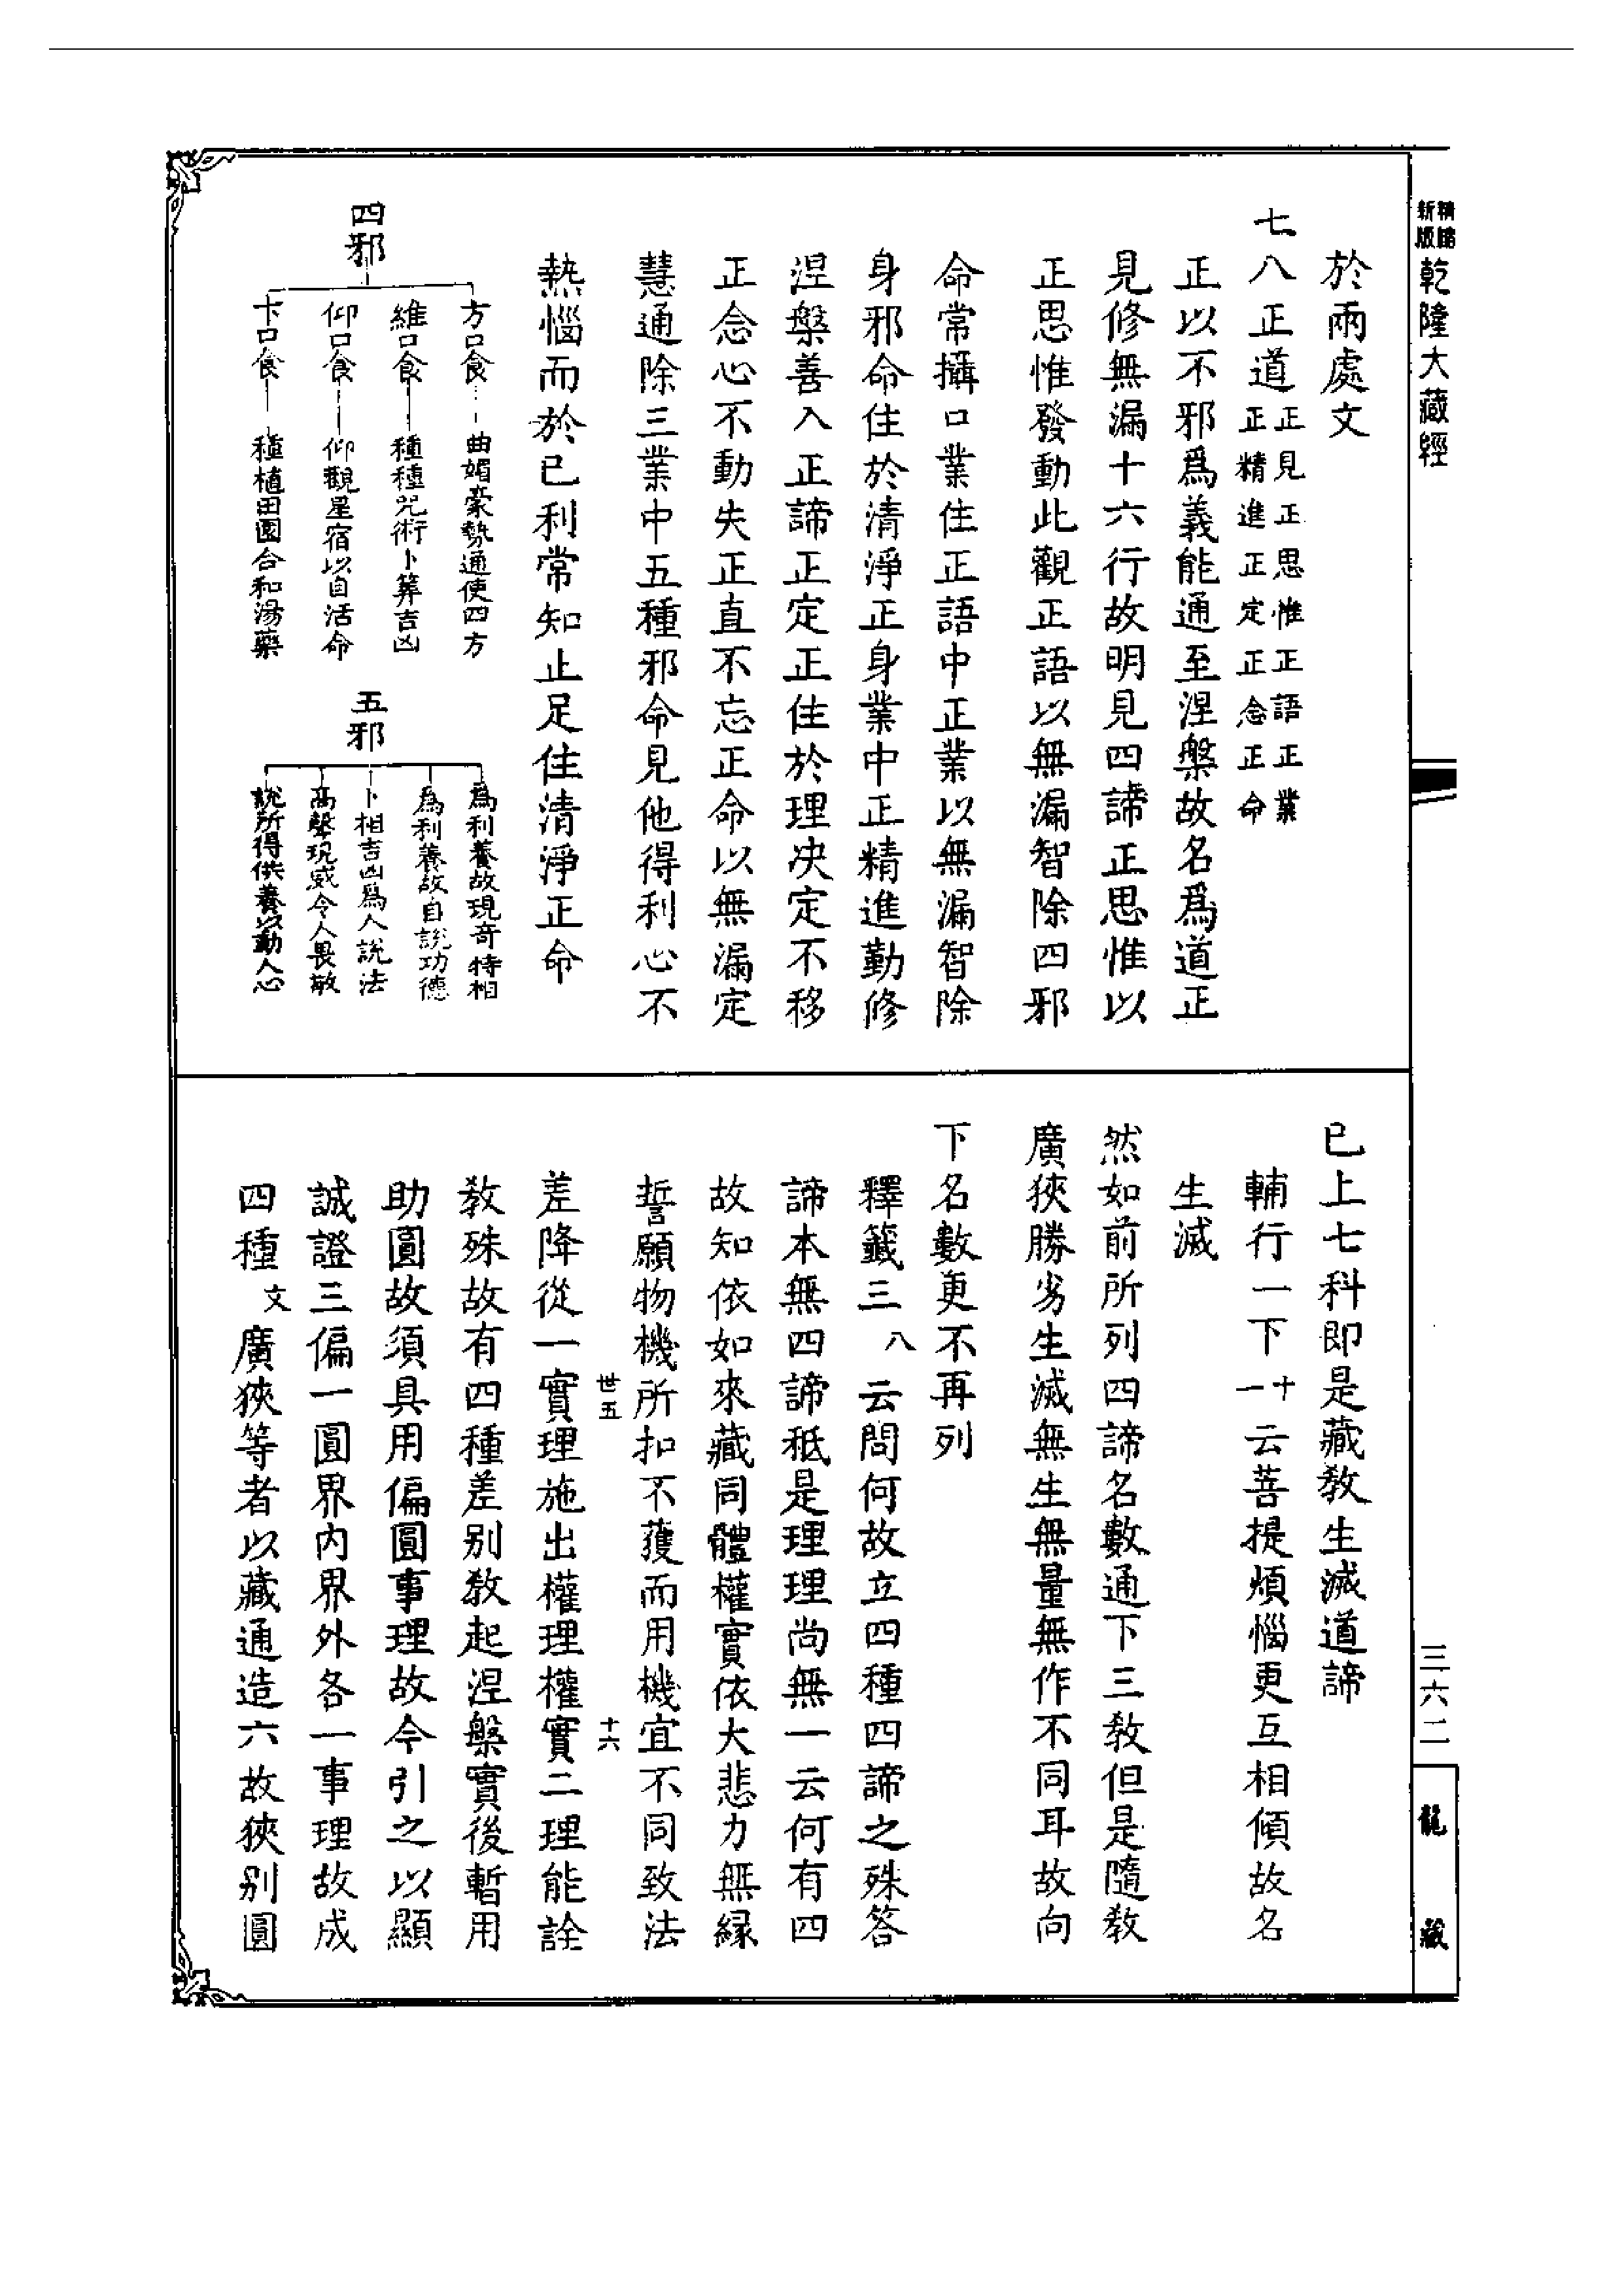 精縮新版乾隆大藏經
於兩處文
七八正道正見正思惟正語正業正精進正定正念正命
正以不邪爲義能通至涅槃故名爲道正
見修無漏十六行故明見四諦正思惟以
正思惟發動此觀正語以無漏智除四邪
命常攝口業住正語中正業以無漏智除
身邪命住於清淨正身業中正精進勤修
涅槃善入正諦正定正住於理決定不移
正念心不動失正直不忘正命以無漏定
慧通除三業中五種邪命見他得利心不
熱惱而於已利常知止足住清淨正命
四邪
方口食 曲媚豪勢通使四方
維口食 種種咒術卜算吉凶
仰口食 仰觀星宿以自活命
下口食 種植田園合和湯藥
五邪
爲利養故現奇特相
爲利養故自說功德
卜相吉凶爲人說法
高聲現威令人畏敬
說所得供養以動人心
已上七科即是藏教生滅道諦
輔行一下十一云菩提煩惱更互相傾故名
生滅
然如前所列四諦名數通下三教但是隨教
廣狹勝劣生滅無生無量無作不同耳故向
下名數更不再列
釋籤三八云問何故立四種四諦之殊答
諦本無四諦秖是理理尚無一云何有四
故知依如來藏同體權實依大悲力無緣
誓願物機所扣不獲而用機宜不同致法
世五 十六
差降從一實理施出權理權實二理能詮
教殊故有四種差別教起涅槃實後暫用
助圓故須具用偏圓事理故今引之以顯
誠證三偏一圓界內界外各一事理故成
四種文廣狹等者以藏通造六故狹别圓
三六二
龍藏